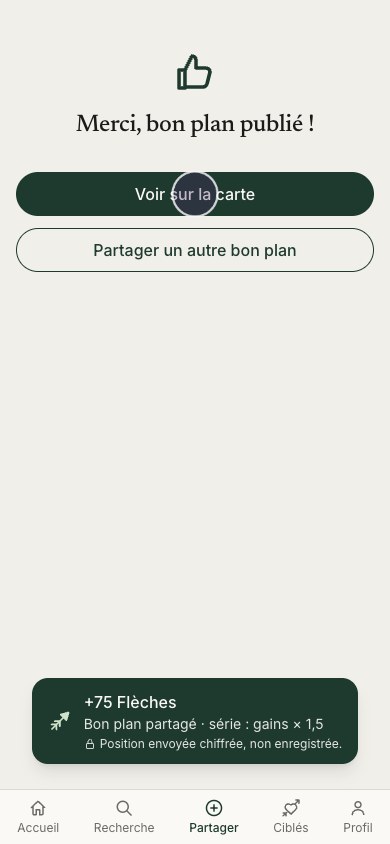 Merci, bon plan publié !
Voir sur la carte
Partager un autre bon plan
+75 Flèches
Bon plan partagé · série : gains × 1,5
Position envoyée chiffrée, non enregistrée.
Accueil
Recherche
Partager
Ciblés
Profil